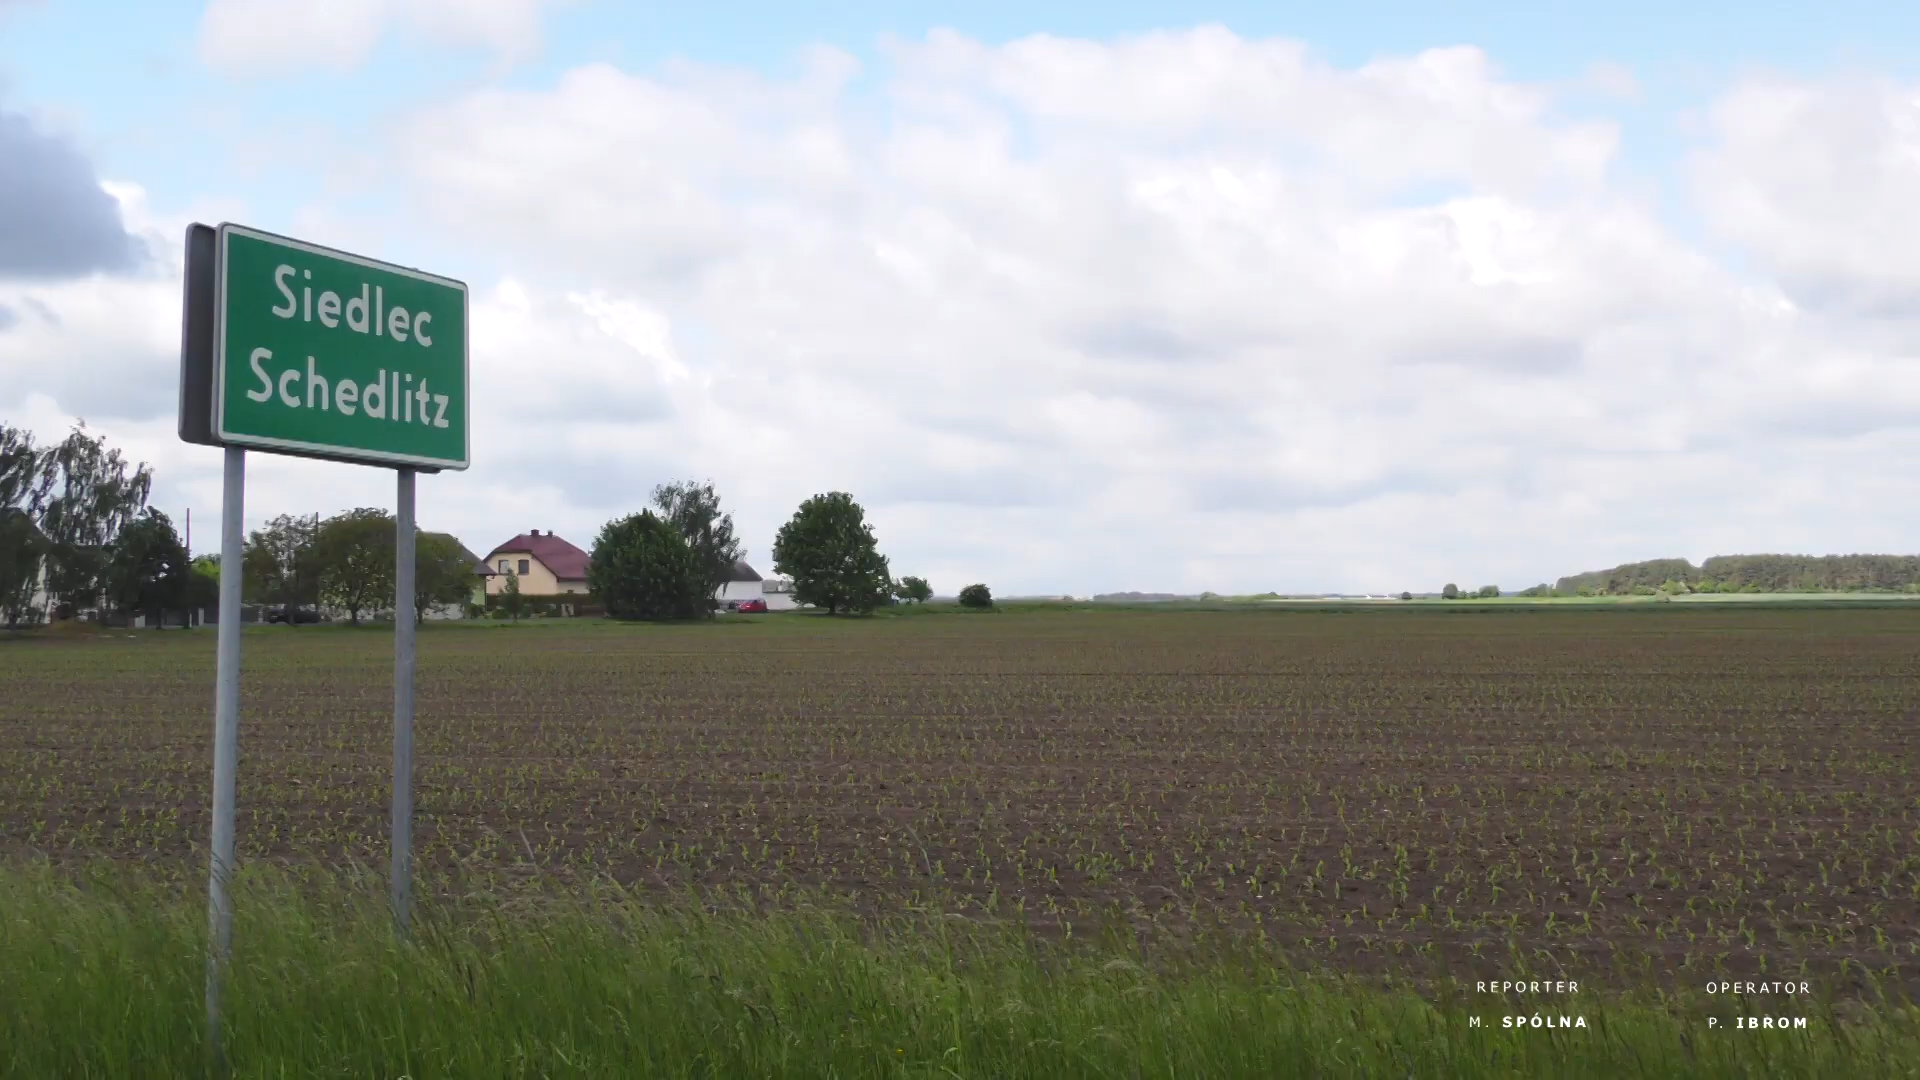 Siedlec
Schedlitz
REPORTER
M. SPÓLNA
OPERATOR
P. IBROM